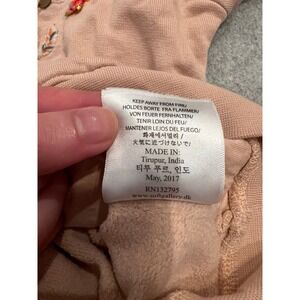 KEEP AWAY FROM FIRE/
HOLDES BORTE FRA FLAMMER/
VON FEUER FERNHALTEN/
TENIR LOIN DU FEU/
MANTENER LEJOS DEL FUEGO/
화재에서멀리/
火気に近づけないで/
MADE IN:
Tirupur, India
티루푸르, 인도
May, 2017
RN132795
www.softgallery.dk